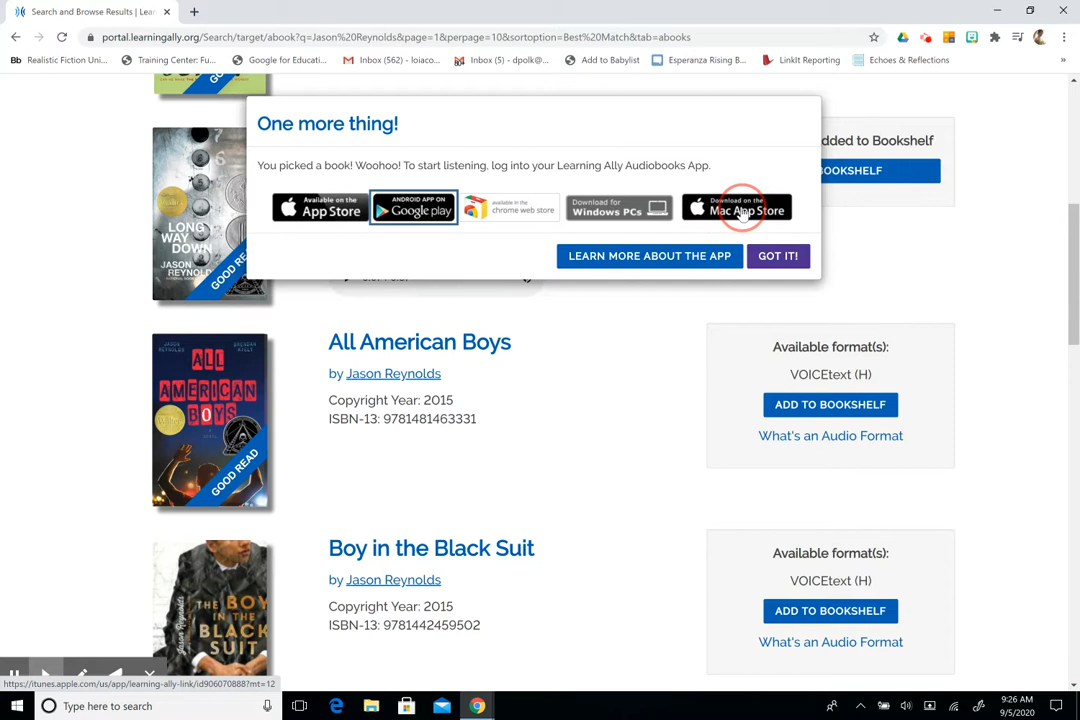 Search and Browse Results | Lear
portal.learningally.org/Search/target/abook?q=Jason%20Reynolds&page=1&perpage=10&sortoption=Best%20Match&tab=abooks
Realistic Fiction Uni...
Training Center: Fu...
Google for Educati...
Inbox (562) - loiaco...
Inbox (5) - dpolk@...
Add to Babylist
Esperanza Rising B...
LinkIt Reporting
Echoes & Reflections
One more thing!
You picked a book! Woohoo! To start listening, log into your Learning Ally Audiobooks App.
Available on the
App Store
ANDROID APP ON
Google play
available in the
chrome web store
Download for
Windows PCs
Download on the
Mac App Store
LEARN MORE ABOUT THE APP
GOT IT!
dded to Bookshelf
BOOKSHELF
LONG
WAY
DOWN
JASON
REYNOLDS
GOOD READ
All American Boys
by Jason Reynolds
Copyright Year: 2015
ISBN-13: 9781481463331
JASON
REYNOLDS
BRENDAN
KIELY
ALL
AMERICAN
BOYS
GOOD READ
Available format(s):
VOICEtext (H)
ADD TO BOOKSHELF
What's an Audio Format
Boy in the Black Suit
by Jason Reynolds
Copyright Year: 2015
ISBN-13: 9781442459502
THE BOY
IN THE
BLACK
SUIT
Jason Reynolds
Available format(s):
VOICEtext (H)
ADD TO BOOKSHELF
What's an Audio Format
https://itunes.apple.com/us/app/learning-ally-link/id906070888?mt=12
Type here to search
9:26 AM
9/5/2020